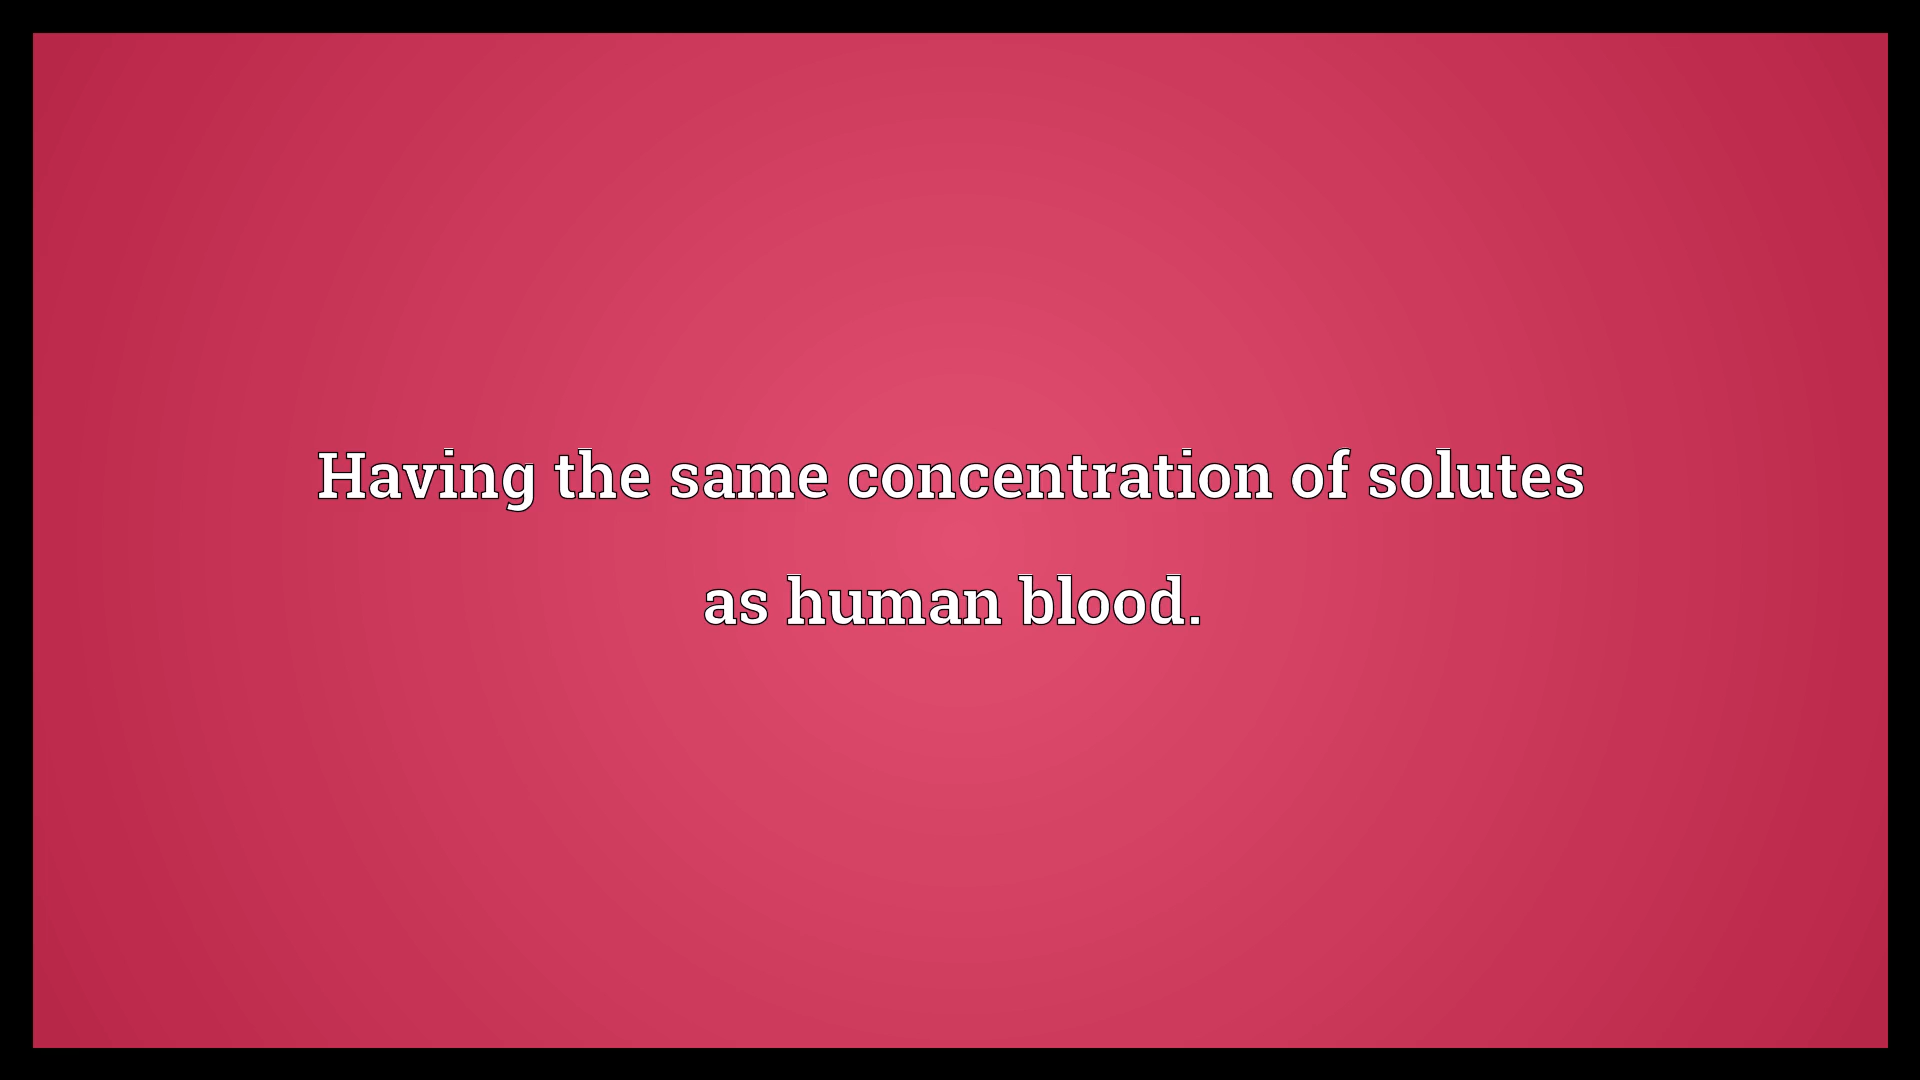 Having the same concentration of solutes
as human blood.